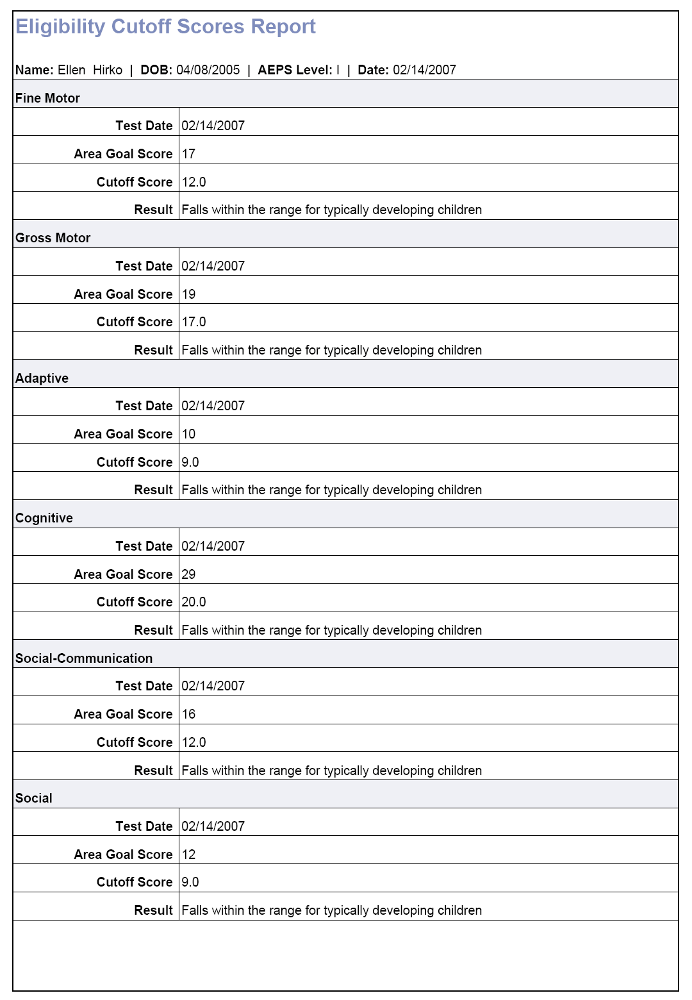 Eligibility Cutoff Scores Report
Name: Ellen Hirko | DOB: 04/08/2005 | AEPS Level: I | Date: 02/14/2007
Fine Motor
Test Date 02/14/2007
Area Goal Score 17
Cutoff Score 12.0
Result Falls within the range for typically developing children
Gross Motor
Test Date 02/14/2007
Area Goal Score 19
Cutoff Score 17.0
Result Falls within the range for typically developing children
Adaptive
Test Date 02/14/2007
Area Goal Score 10
Cutoff Score 9.0
Result Falls within the range for typically developing children
Cognitive
Test Date 02/14/2007
Area Goal Score 29
Cutoff Score 20.0
Result Falls within the range for typically developing children
Social-Communication
Test Date 02/14/2007
Area Goal Score 16
Cutoff Score 12.0
Result Falls within the range for typically developing children
Social
Test Date 02/14/2007
Area Goal Score 12
Cutoff Score 9.0
Result Falls within the range for typically developing children